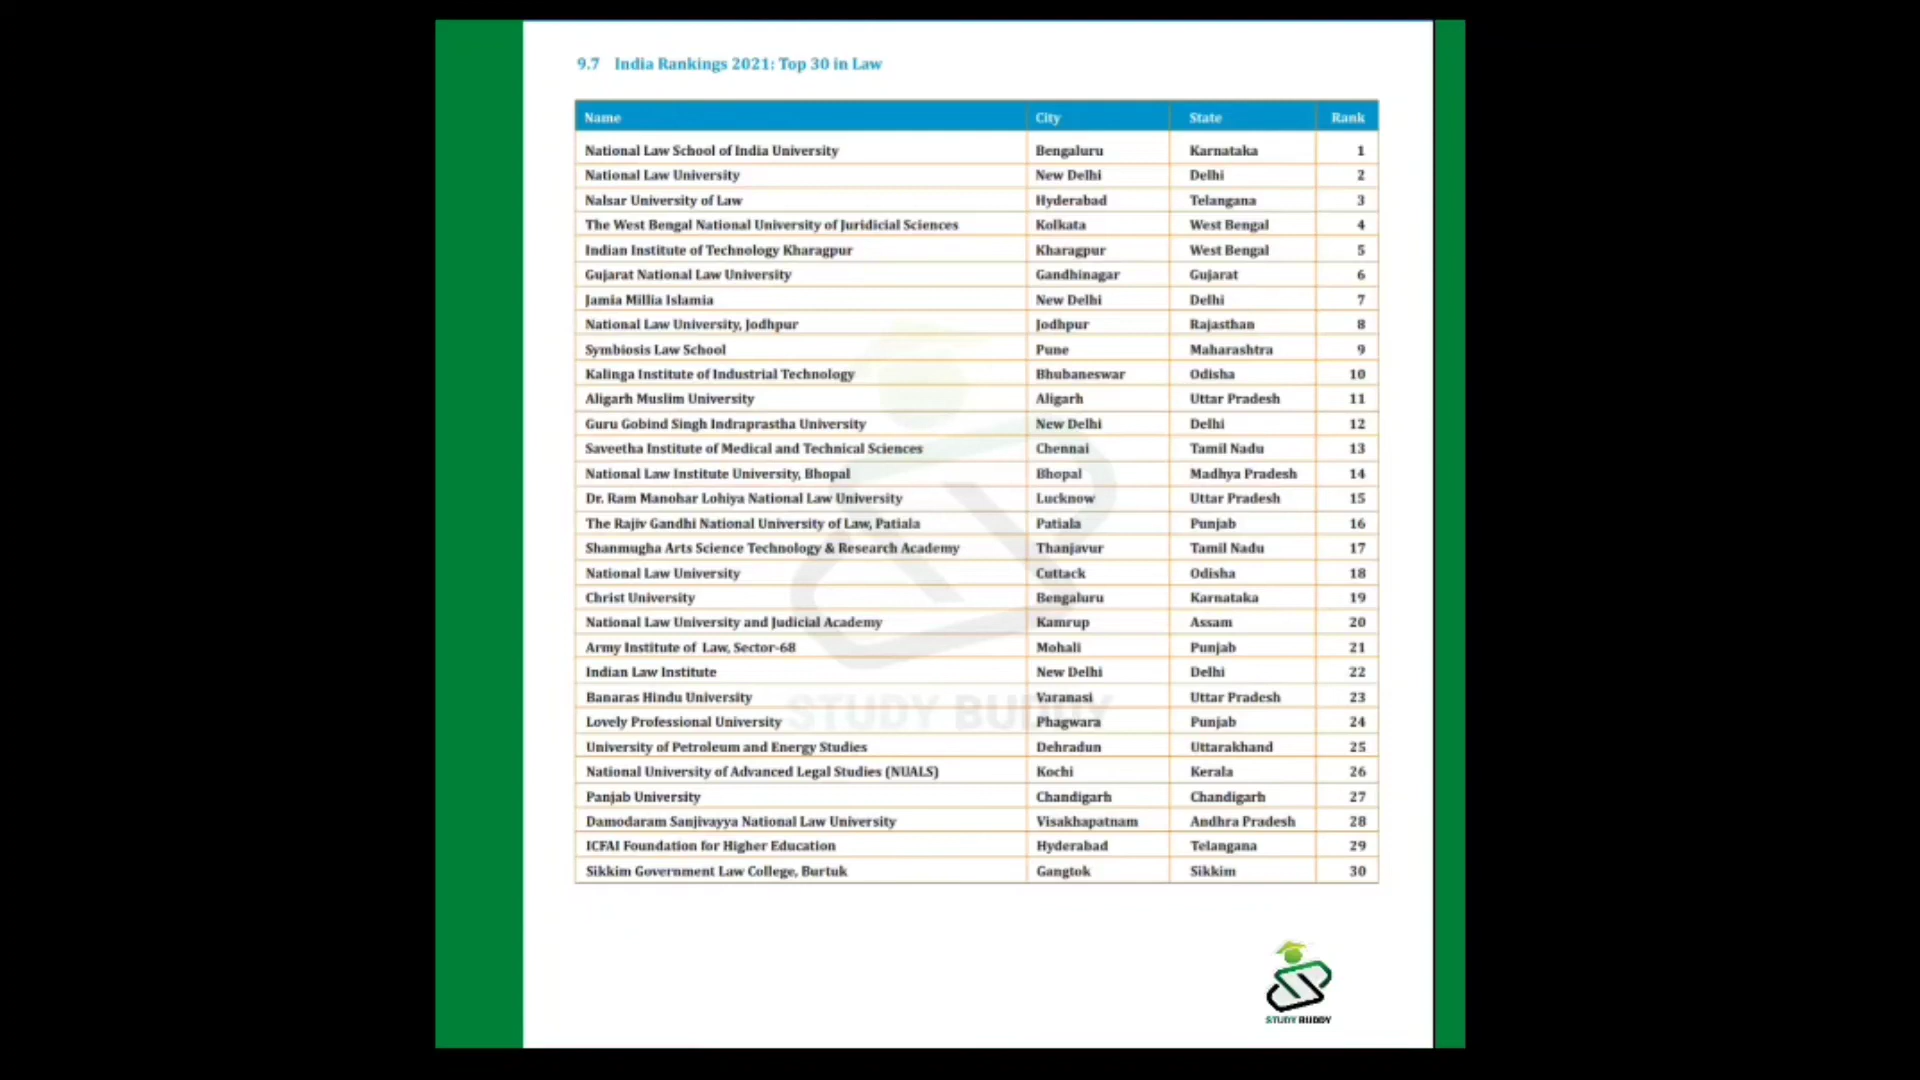 9.7 India Rankings 2021: Top 30 in Law
Name City State Rank
National Law School of India University Bengaluru Karnataka 1
National Law University New Delhi Delhi 2
Nalsar University of Law Hyderabad Telangana 3
The West Bengal National University of Juridicial Sciences Kolkata West Bengal 4
Indian Institute of Technology Kharagpur Kharagpur West Bengal 5
Gujarat National Law University Gandhinagar Gujarat 6
Jamia Millia Islamia New Delhi Delhi 7
National Law University, Jodhpur Jodhpur Rajasthan 8
Symbiosis Law School Pune Maharashtra 9
Kalinga Institute of Industrial Technology Bhubaneswar Odisha 10
Aligarh Muslim University Aligarh Uttar Pradesh 11
Guru Gobind Singh Indraprastha University New Delhi Delhi 12
Saveetha Institute of Medical and Technical Sciences Chennai Tamil Nadu 13
National Law Institute University, Bhopal Bhopal Madhya Pradesh 14
Dr. Ram Manohar Lohiya National Law University Lucknow Uttar Pradesh 15
The Rajiv Gandhi National University of Law, Patiala Patiala Punjab 16
Shanmugha Arts Science Technology & Research Academy Thanjavur Tamil Nadu 17
National Law University Cuttack Odisha 18
Christ University Bengaluru Karnataka 19
National Law University and Judicial Academy Kamrup Assam 20
Army Institute of Law, Sector-68 Mohali Punjab 21
Indian Law Institute New Delhi Delhi 22
Banaras Hindu University Varanasi Uttar Pradesh 23
STUDY BUDDY
Lovely Professional University Phagwara Punjab 24
University of Petroleum and Energy Studies Dehradun Uttarakhand 25
National University of Advanced Legal Studies (NUALS) Kochi Kerala 26
Panjab University Chandigarh Chandigarh 27
Damodaram Sanjivayya National Law University Visakhapatnam Andhra Pradesh 28
ICFAI Foundation for Higher Education Hyderabad Telangana 29
Sikkim Government Law College, Burtuk Gangtok Sikkim 30
STUDY BUDDY